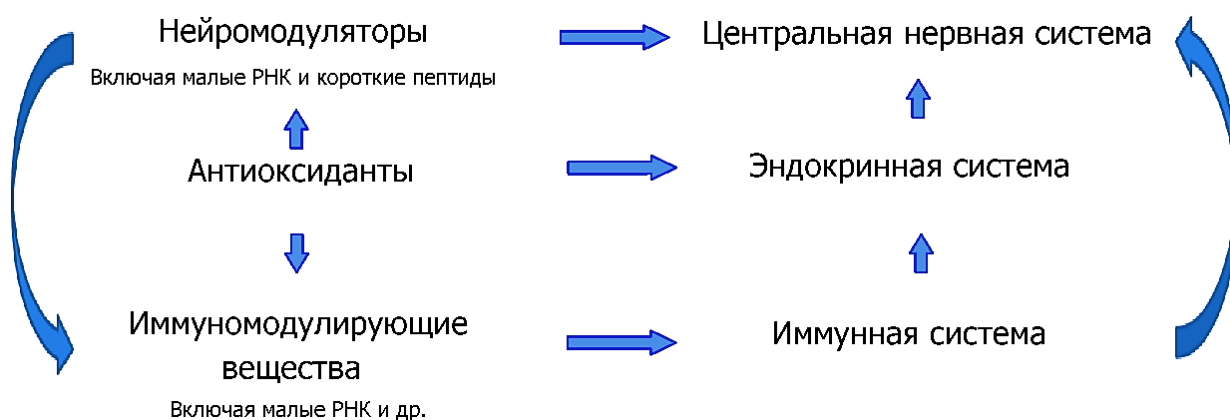 Нейромодуляторы
Центральная нервная система
Включая малые РНК и короткие пептиды
Антиоксиданты
Эндокринная система
Иммуномодулирующие
вещества
Иммунная система
Включая малые РНК и др.